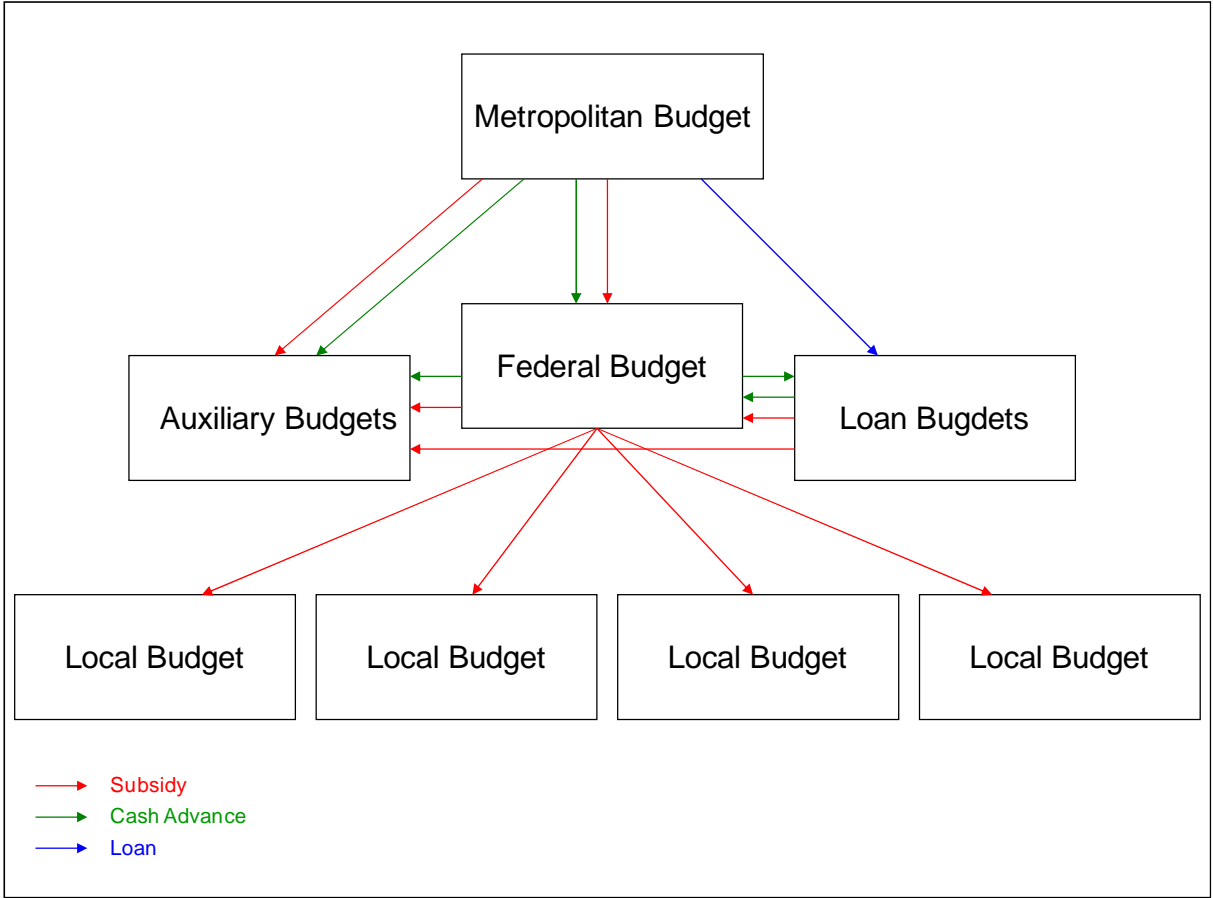 Metropolitan Budget
Federal Budget
Auxiliary Budgets
Loan Bugdets
Local Budget
Local Budget
Local Budget
Local Budget
Subsidy
Cash Advance
Loan